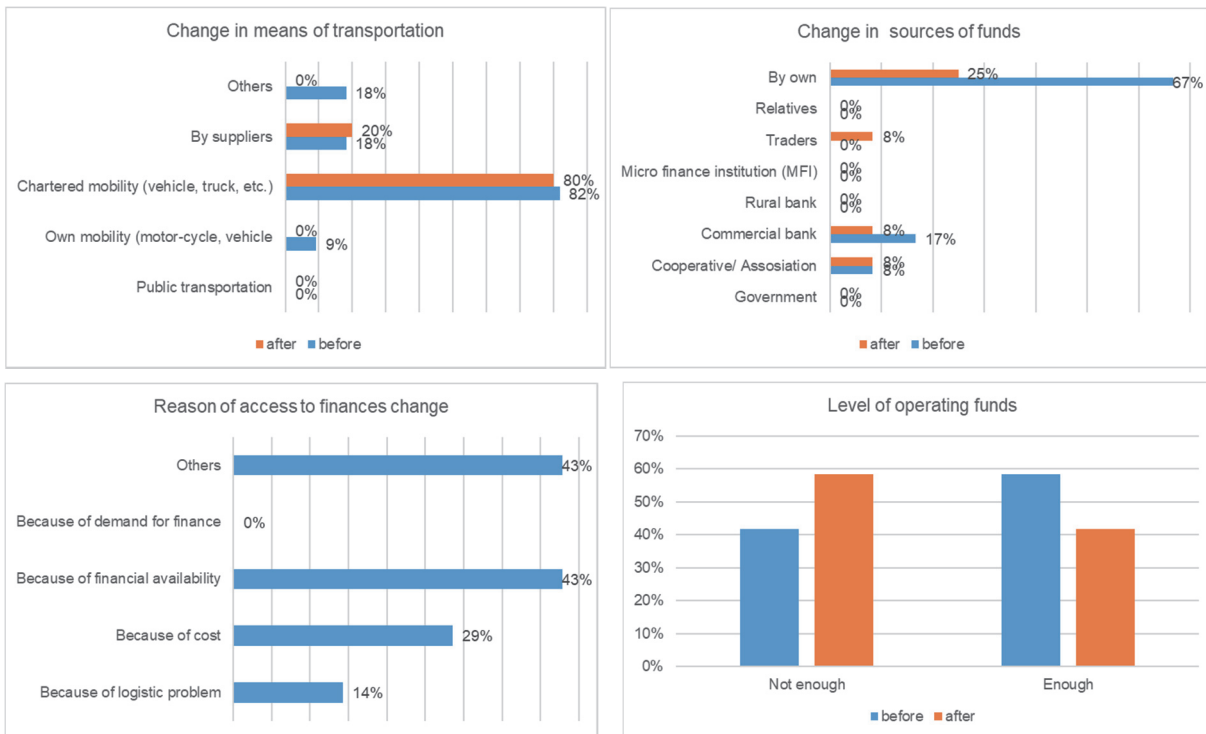 Change in means of transportation
Others
0%
18%
By suppliers
20%
18%
Chartered mobility (vehicle, truck, etc.)
80%
82%
Own mobility (motor-cycle, vehicle
0%
9%
Public transportation
0%
0%
after before
Change in sources of funds
By own
25%
67%
Relatives
0%
0%
Traders
8%
0%
Micro finance institution (MFI)
0%
0%
Rural bank
0%
0%
Commercial bank
8%
17%
Cooperative/ Assosiation
8%
8%
Government
0%
0%
after before
Reason of access to finances change
Others
43%
Because of demand for finance
0%
Because of financial availability
43%
Because of cost
29%
Because of logistic problem
14%
Level of operating funds
70%
60%
50%
40%
30%
20%
10%
0%
Not enough Enough
before after